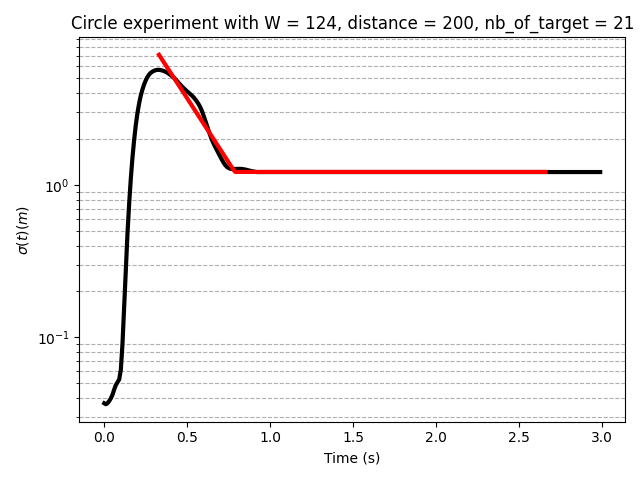 Circle experiment with W = 124, distance = 200, nb_of_target = 21
10⁰
σ(t)(m)
10⁻¹
0.0 0.5 1.0 1.5 2.0 2.5 3.0
Time (s)